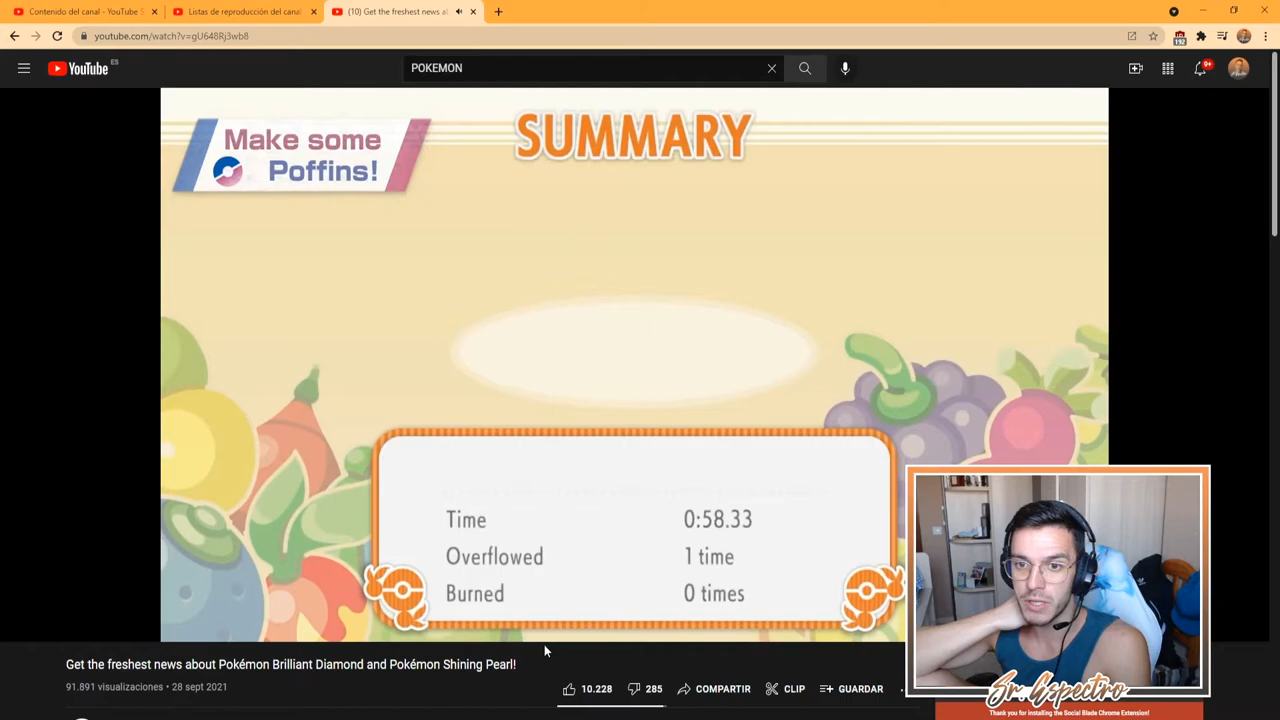 Contenido del canal - YouTube S
Listas de reproducción del canal
(10) Get the freshest news a
youtube.com/watch?v=gU648Rj3wb8
192
YouTube ES
POKEMON
9+
Make some
Poffins!
SUMMARY
Time 0:58.33
Overflowed 1 time
Burned 0 times
Get the freshest news about Pokémon Brilliant Diamond and Pokémon Shining Pearl!
91.891 visualizaciones • 28 sept 2021
10.228 285 COMPARTIR CLIP GUARDAR
Sr. Espectro
Thank you for installing the Social Blade Chrome Extension!